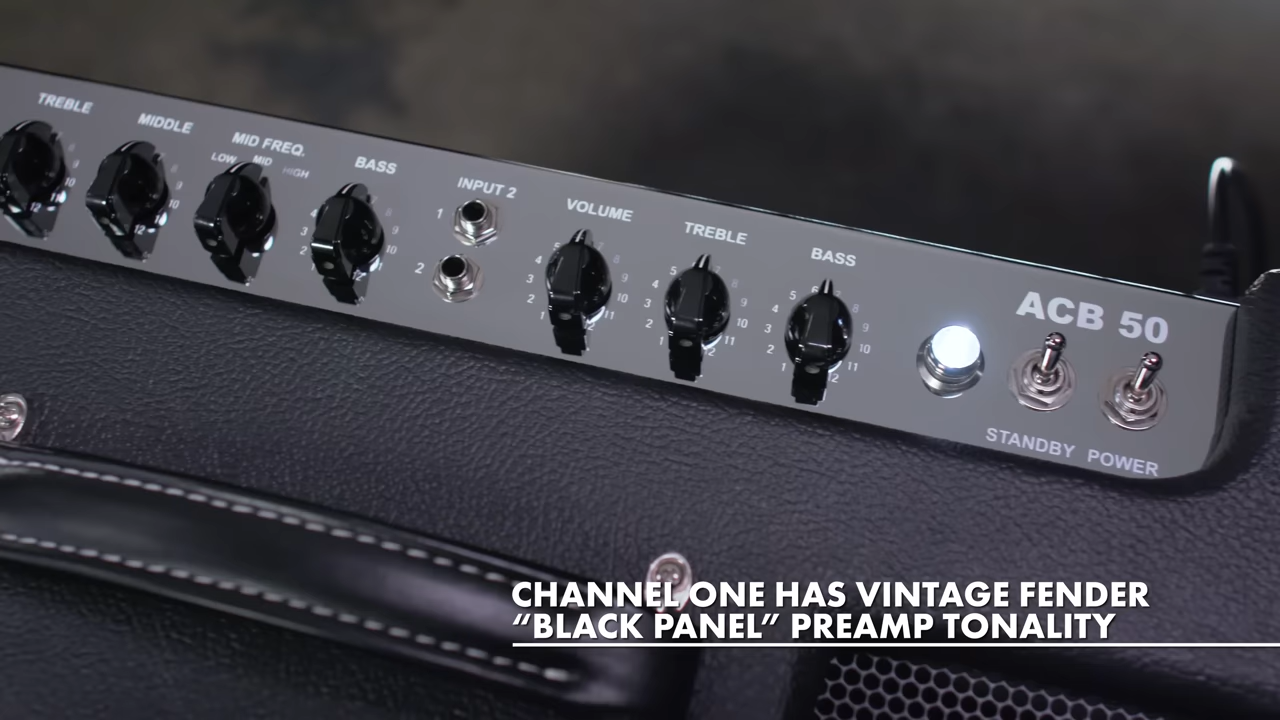 TREBLE
MIDDLE
MID FREQ.
LOW MID HIGH
BASS
INPUT 2
1
2
VOLUME
TREBLE
BASS
ACB 50
STANDBY POWER
CHANNEL ONE HAS VINTAGE FENDER
“BLACK PANEL” PREAMP TONALITY